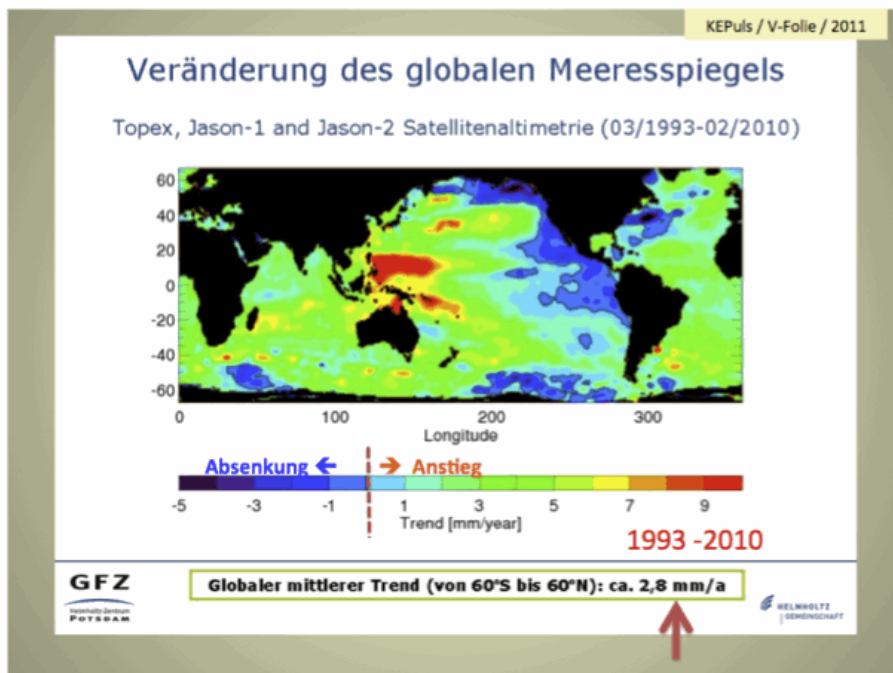 KEPuls / V-Folie / 2011
Veränderung des globalen Meeresspiegels
Topex, Jason-1 and Jason-2 Satellitenaltimetrie (03/1993-02/2010)
60
40
20
0
-20
-40
-60
0 100 200 300
Longitude
Absenkung ← → Anstieg
-5 -3 -1 1 3 5 7 9
Trend [mm/year]
1993 -2010
GFZ
Helmholtz-Zentrum
POTSDAM
Globaler mittlerer Trend (von 60°S bis 60°N): ca. 2,8 mm/a
HELMHOLTZ
GEMEINSCHAFT